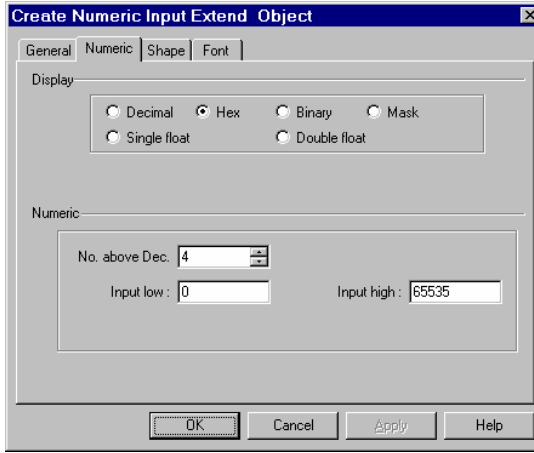 Create Numeric Input Extend Object
General Numeric Shape Font
Display
Decimal Hex Binary Mask
Single float Double float
Numeric
No. above Dec. 4
Input low : 0 Input high : 65535
OK Cancel Apply Help